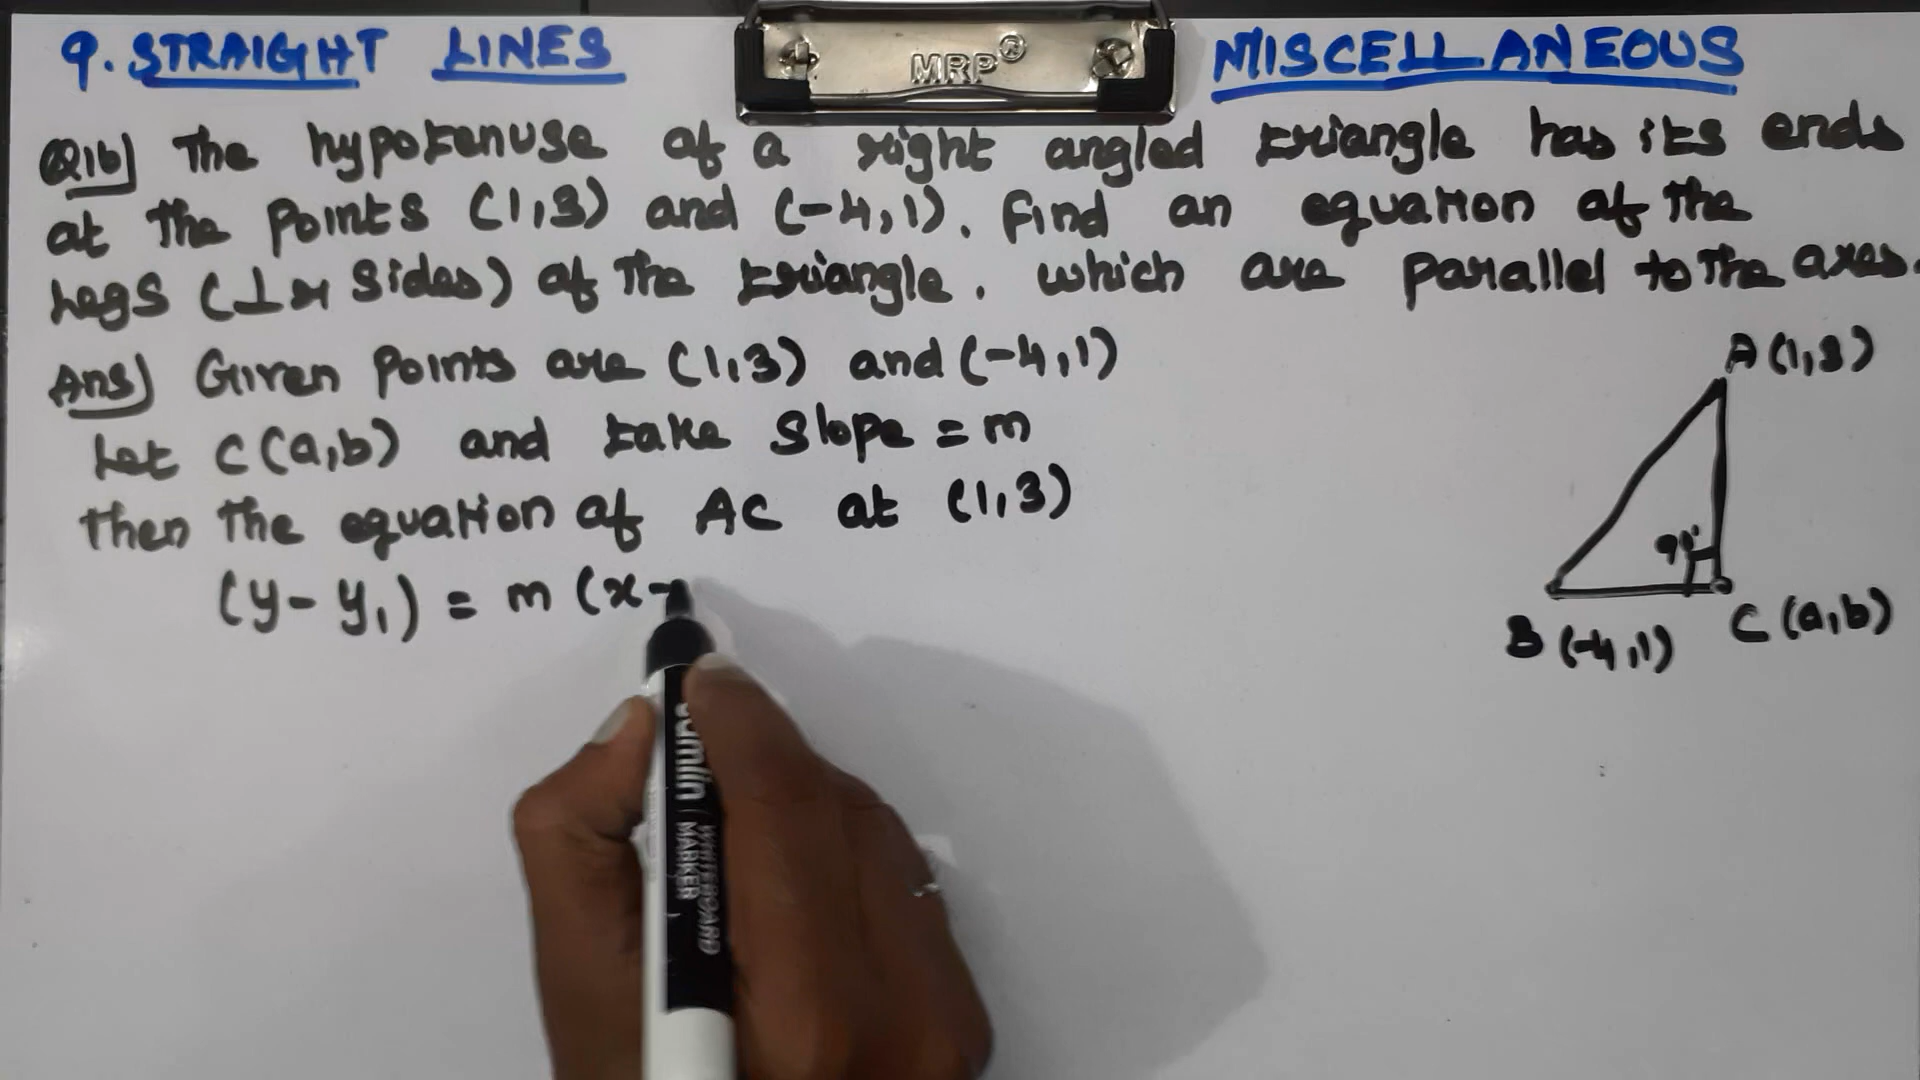 9. STRAIGHT LINES
MRP®
MISCELLANEOUS
Q16) The hypotenuse of a right angled triangle has its ends
at the points (1,3) and (-4,1). Find an equation of the
Legs (⊥r Sides) of the triangle. which are parallel to the axes.
Ans) Given points are (1,3) and (-4,1)
Let C(a,b) and take slope = m
then the equation of AC at (1,3)
(y - y₁) = m (x -
A (1,3)
90°
B (-4,1)
C (a,b)
camlin
WHITEBOARD
MARKER